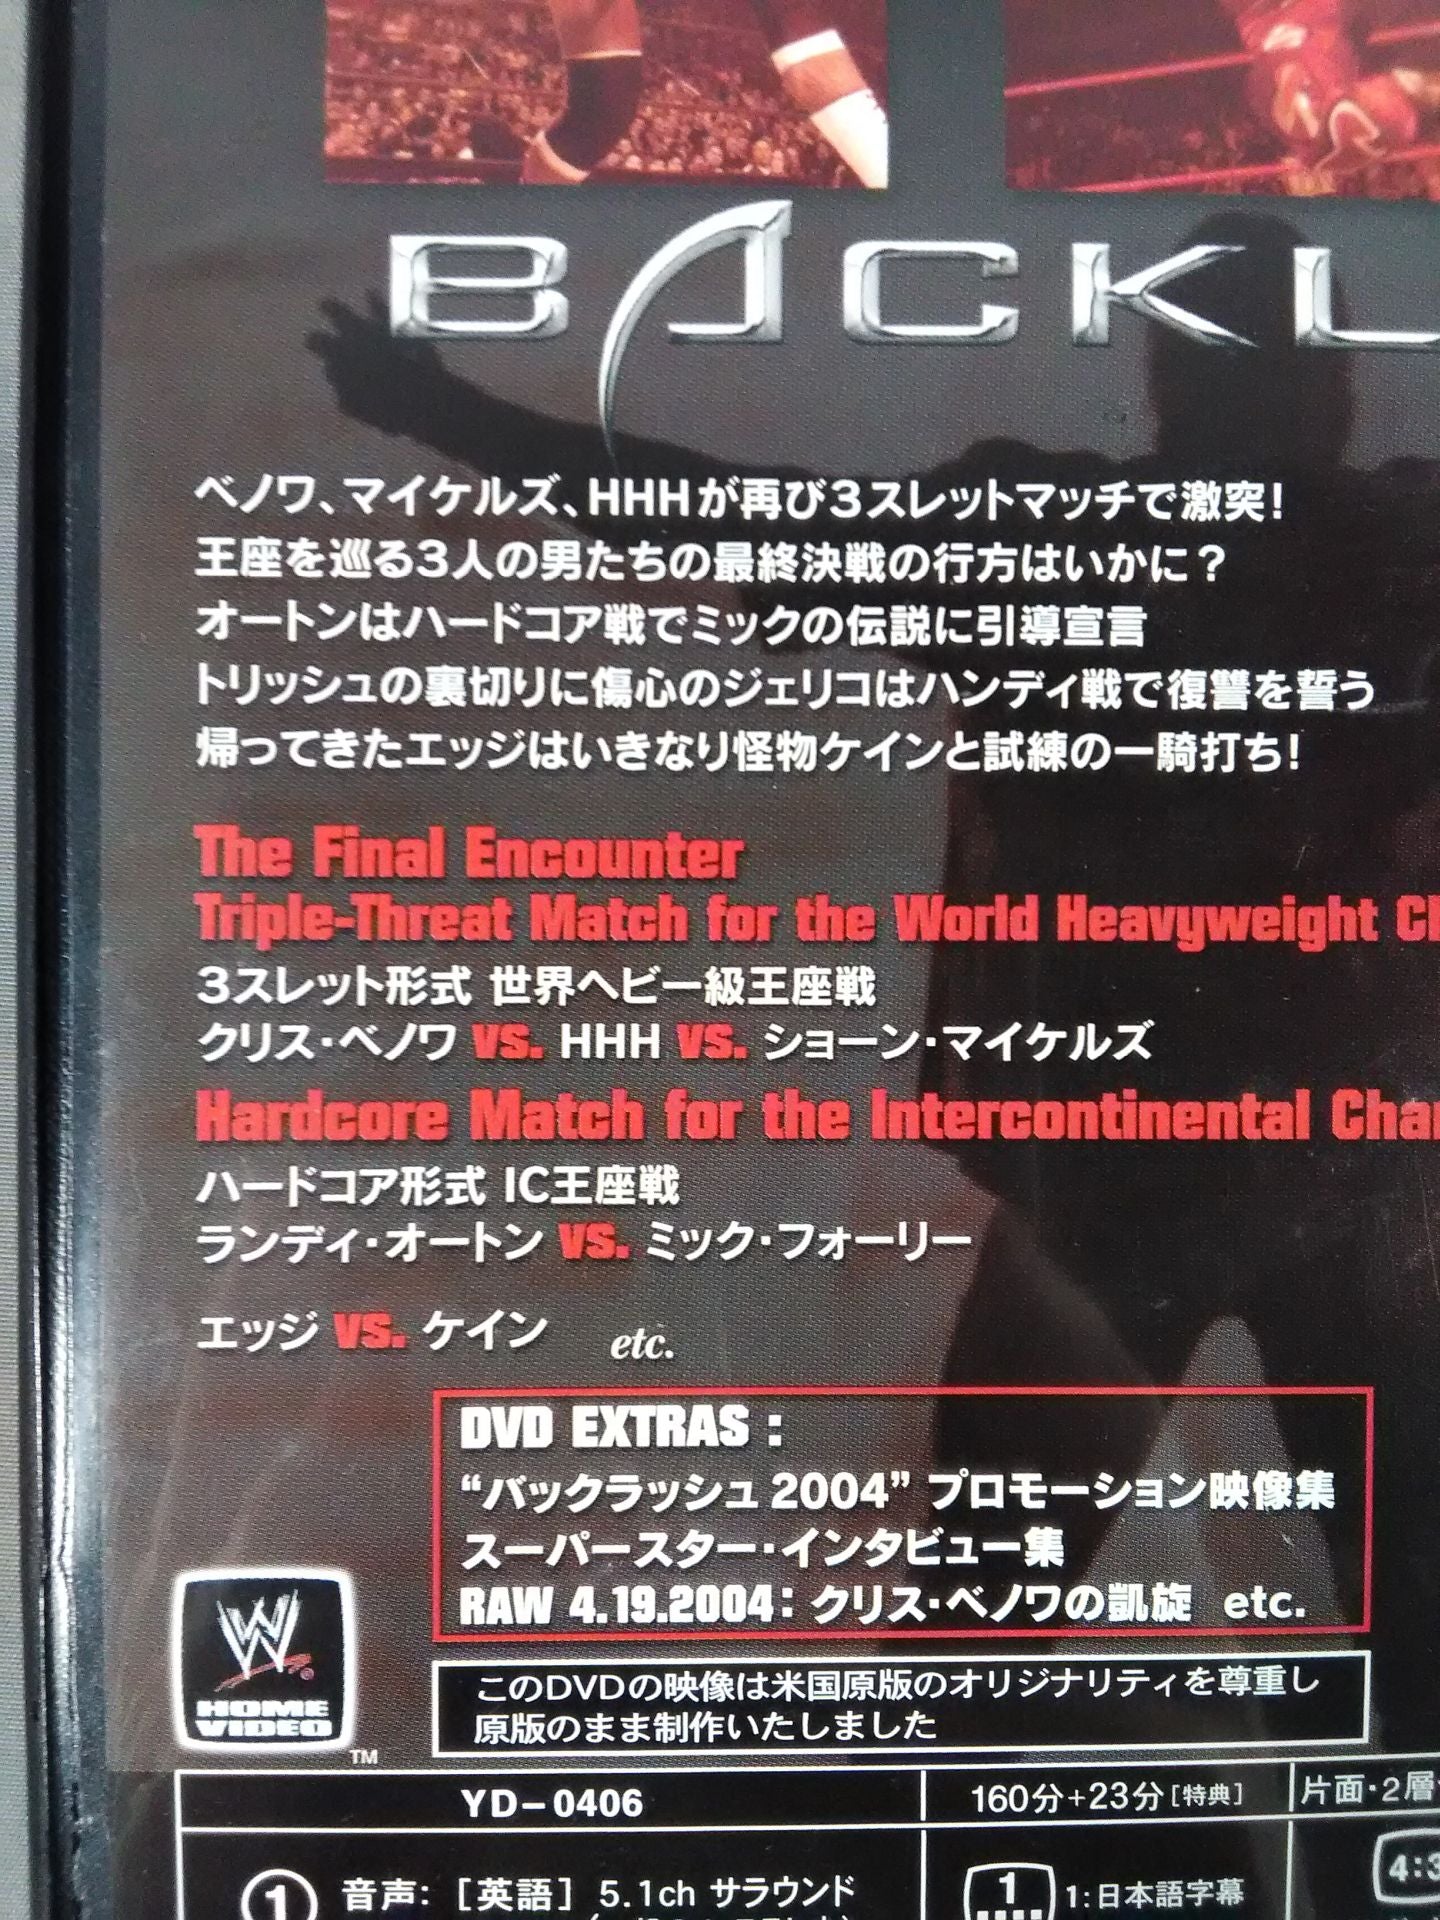 BACKL
ベノワ、マイケルズ、HHHが再び3スレットマッチで激突!
王座を巡る3人の男たちの最終決戦の行方はいかに?
オートンはハードコア戦でミックの伝説に引導宣言
トリッシュの裏切りに傷心のジェリコはハンディ戦で復讐を誓う
帰ってきたエッジはいきなり怪物ケインと試練の一騎打ち!
The Final Encounter
Triple-Threat Match for the World Heavyweight Ch
3スレット形式 世界ヘビー級王座戦
クリス・ベノワ VS. HHH VS. ショーン・マイケルズ
Hardcore Match for the Intercontinental Cha
ハードコア形式 IC王座戦
ランディ・オートン VS. ミック・フォーリー
エッジ VS. ケイン etc.
DVD EXTRAS :
“バックラッシュ 2004” プロモーション映像集
スーパースター・インタビュー集
RAW 4.19.2004: クリス・ベノワの凱旋 etc.
W
HOME
VIDEO
TM
このDVDの映像は米国原版のオリジナリティを尊重し
原版のまま制作いたしました
YD-0406 160分+23分[特典] 片面・2層
1 音声: [英語] 5.1ch サラウンド 1 1:日本語字幕 4:3